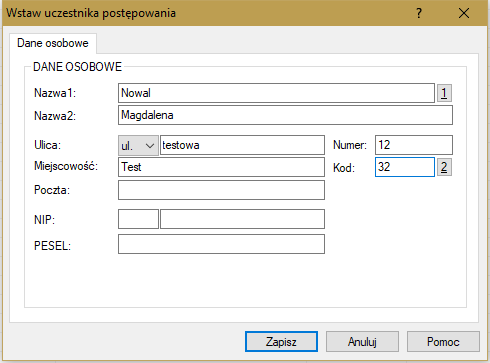 Wstaw uczestnika postępowania ?
Dane osobowe
DANE OSOBOWE
Nazwa1: Nowal 1
Nazwa2: Magdalena
Ulica: ul. testowa Numer: 12
Miejscowość: Test Kod: 32 2
Poczta:
NIP:
PESEL:
Zapisz Anuluj Pomoc